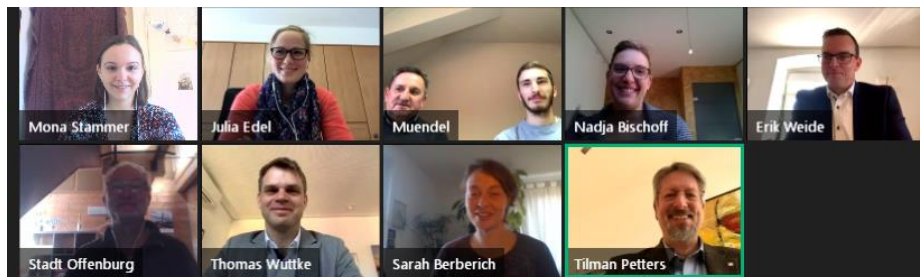 Mona Stammer
Julia Edel
Muendel
Nadja Bischoff
Erik Weide
Stadt Offenburg
Thomas Wuttke
Sarah Berberich
Tilman Petters